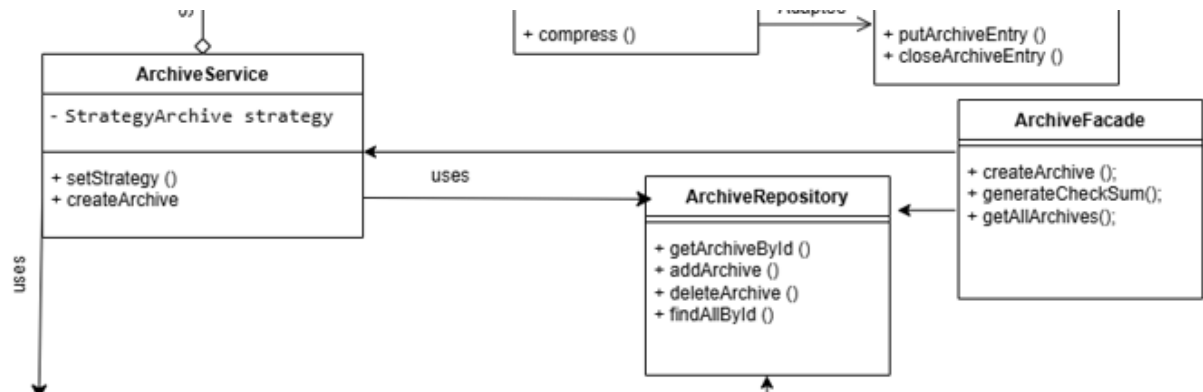 + compress ()
+ putArchiveEntry ()
+ closeArchiveEntry ()
ArchiveService
- StrategyArchive strategy
+ setStrategy ()
+ createArchive
uses
uses
ArchiveRepository
+ getArchiveById ()
+ addArchive ()
+ deleteArchive ()
+ findAllById ()
ArchiveFacade
+ createArchive ();
+ generateCheckSum();
+ getAllArchives();